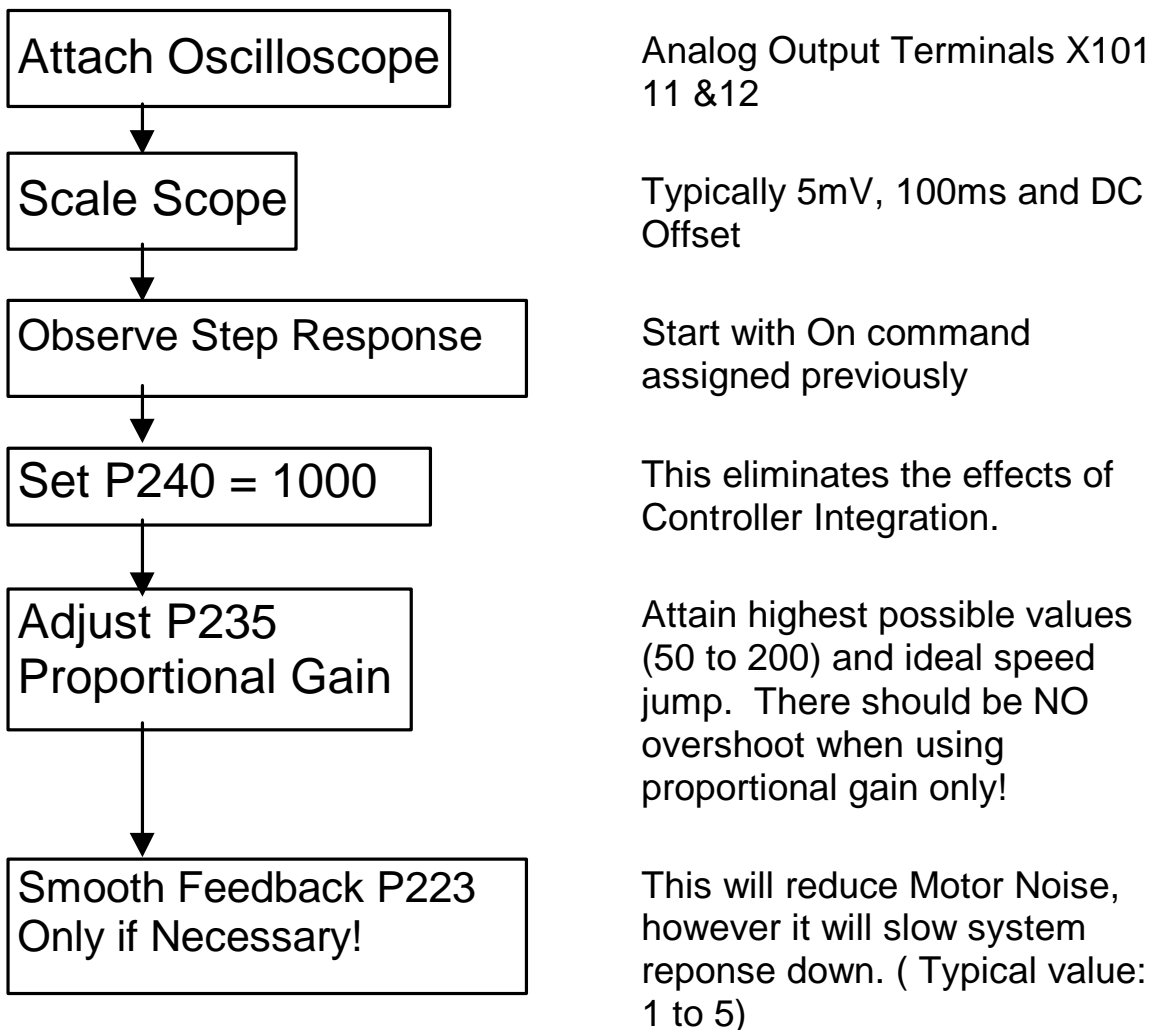 Attach Oscilloscope
Analog Output Terminals X101
11 &12
Scale Scope
Typically 5mV, 100ms and DC
Offset
Observe Step Response
Start with On command
assigned previously
Set P240 = 1000
This eliminates the effects of
Controller Integration.
Adjust P235
Proportional Gain
Attain highest possible values
(50 to 200) and ideal speed
jump.  There should be NO
overshoot when using
proportional gain only!
Smooth Feedback P223
Only if Necessary!
This will reduce Motor Noise,
however it will slow system
reponse down. ( Typical value:
1 to 5)